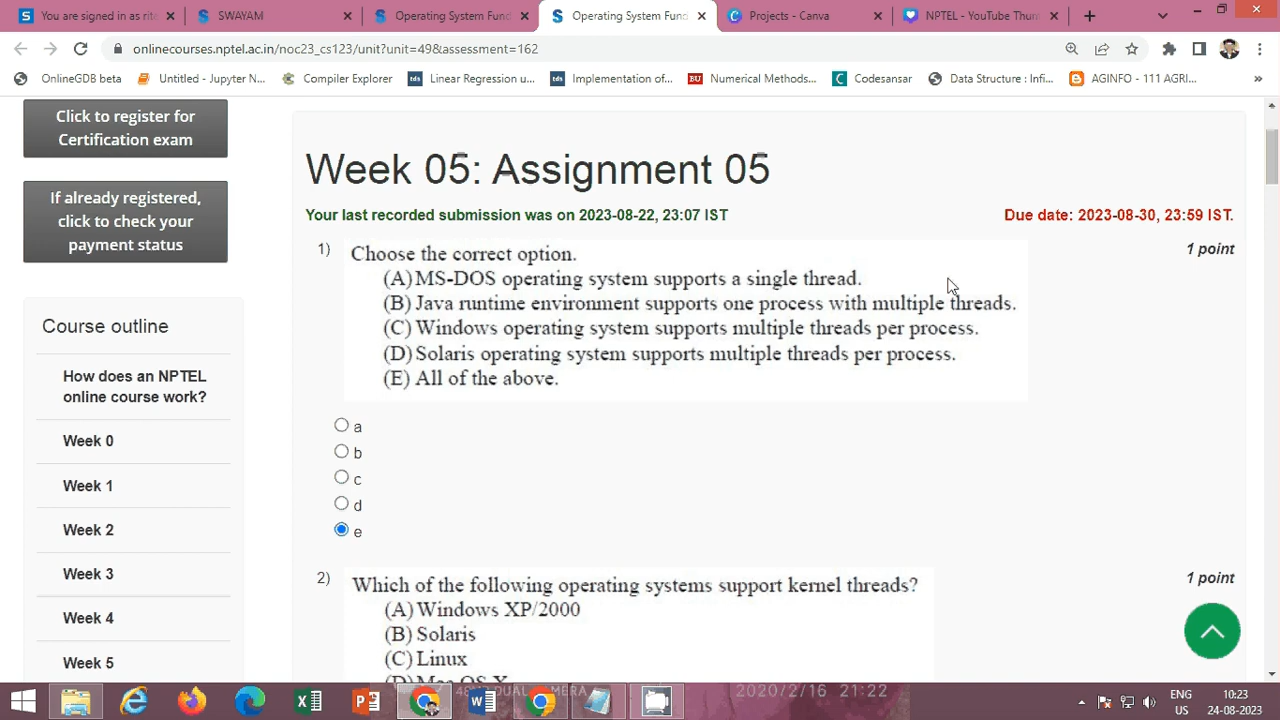 You are signed in as rite
SWAYAM
Operating System Fund
Operating System Fund
Projects - Canva
NPTEL - YouTube Thum
onlinecourses.nptel.ac.in/noc23_cs123/unit?unit=49&assessment=162
OnlineGDB beta
Untitled - Jupyter N...
Compiler Explorer
tds Linear Regression u...
tds Implementation of...
BU Numerical Methods...
C Codesansar
Data Structure : Infi...
AGINFO - 111 AGRI...
»
Click to register for
Certification exam
If already registered,
click to check your
payment status
Course outline
How does an NPTEL
online course work?
Week 0
Week 1
Week 2
Week 3
Week 4
Week 5
Week 05: Assignment 05
Your last recorded submission was on 2023-08-22, 23:07 IST
Due date: 2023-08-30, 23:59 IST.
1)
1 point
Choose the correct option.
(A) MS-DOS operating system supports a single thread.
(B) Java runtime environment supports one process with multiple threads.
(C) Windows operating system supports multiple threads per process.
(D) Solaris operating system supports multiple threads per process.
(E) All of the above.
a
b
c
d
e
2)
1 point
Which of the following operating systems support kernel threads?
(A) Windows XP/2000
(B) Solaris
(C) Linux
(D) Mac OS X
DUAL CAMERA
2020/2/16 21:22
ENG
US
10:23
24-08-2023